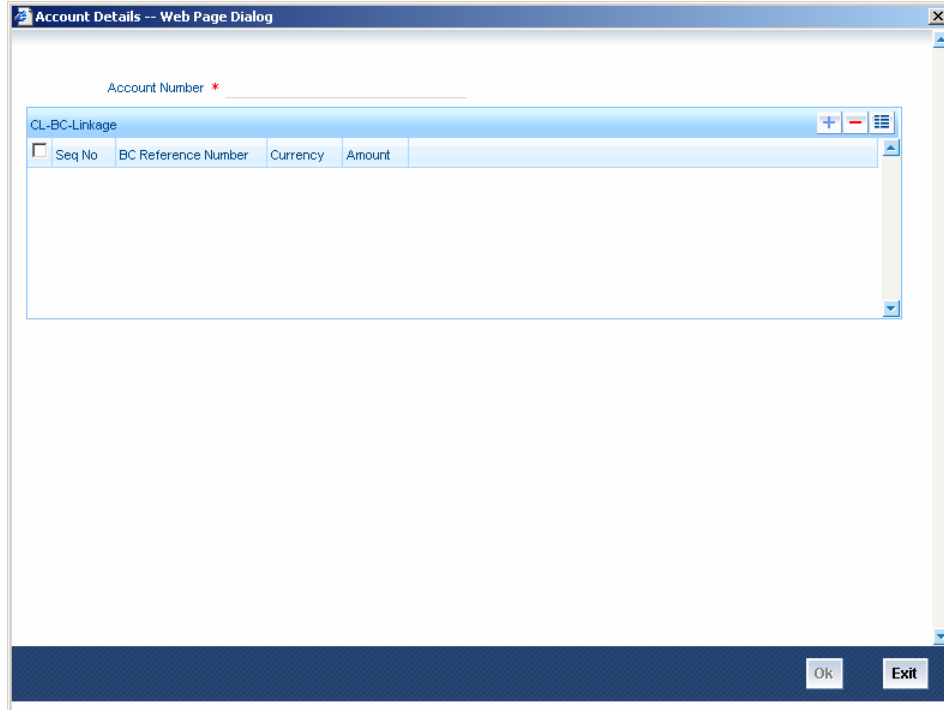 Account Details -- Web Page Dialog
Account Number *
CL-BC-Linkage
Seq No BC Reference Number Currency Amount
Ok Exit